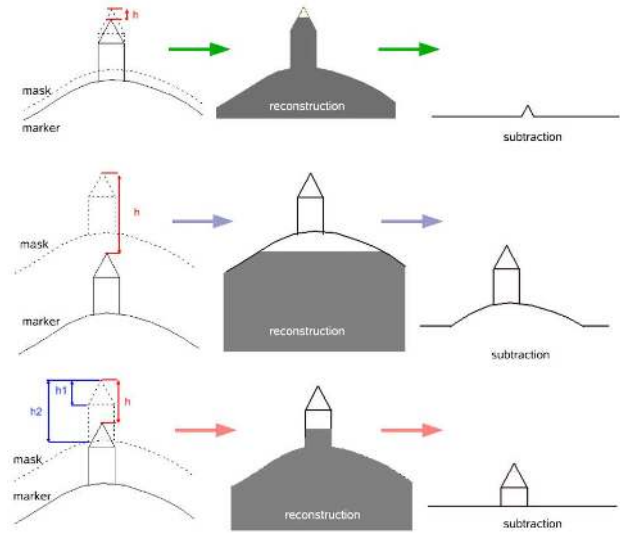 h
mask
marker
reconstruction
subtraction
h
mask
marker
reconstruction
subtraction
h1
h2
h
mask
marker
reconstruction
subtraction